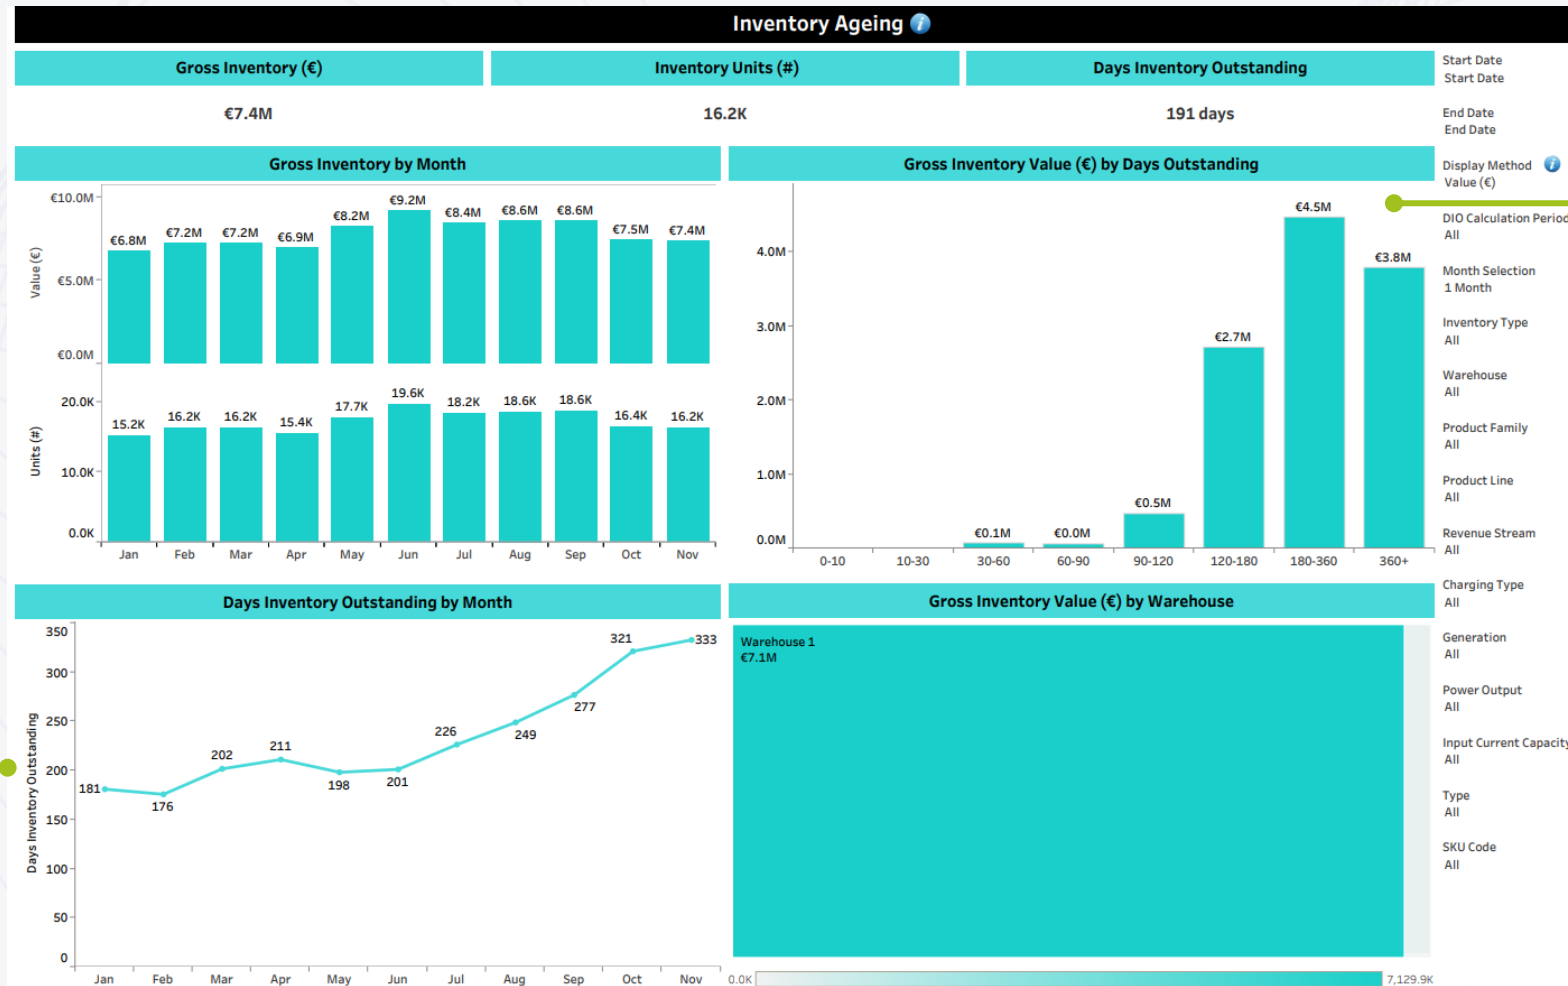 Inventory Ageing
Gross Inventory (€)
Inventory Units (#)
Days Inventory Outstanding
€7.4M
16.2K
191 days
Start Date
Start Date
End Date
End Date
Display Method
Value (€)
DIO Calculation Period
All
Month Selection
1 Month
Inventory Type
All
Warehouse
All
Product Family
All
Product Line
All
Revenue Stream
All
Charging Type
All
Generation
All
Power Output
All
Input Current Capacity
All
Type
All
SKU Code
All
Gross Inventory by Month
Value (€)
€10.0M
€5.0M
€0.0M
€6.8M
€7.2M
€7.2M
€6.9M
€8.2M
€9.2M
€8.4M
€8.6M
€8.6M
€7.5M
€7.4M
Units (#)
20.0K
10.0K
0.0K
15.2K
16.2K
16.2K
15.4K
17.7K
19.6K
18.2K
18.6K
18.6K
16.4K
16.2K
Jan
Feb
Mar
Apr
May
Jun
Jul
Aug
Sep
Oct
Nov
Gross Inventory Value (€) by Days Outstanding
4.0M
3.0M
2.0M
1.0M
0.0M
€0.1M
€0.0M
€0.5M
€2.7M
€4.5M
€3.8M
0-10
10-30
30-60
60-90
90-120
120-180
180-360
360+
Days Inventory Outstanding by Month
Days Inventory Outstanding
350
300
250
200
150
100
50
0
181
176
202
211
198
201
226
249
277
321
333
Jan
Feb
Mar
Apr
May
Jun
Jul
Aug
Sep
Oct
Nov
Gross Inventory Value (€) by Warehouse
Warehouse 1
€7.1M
0.0K
7,129.9K